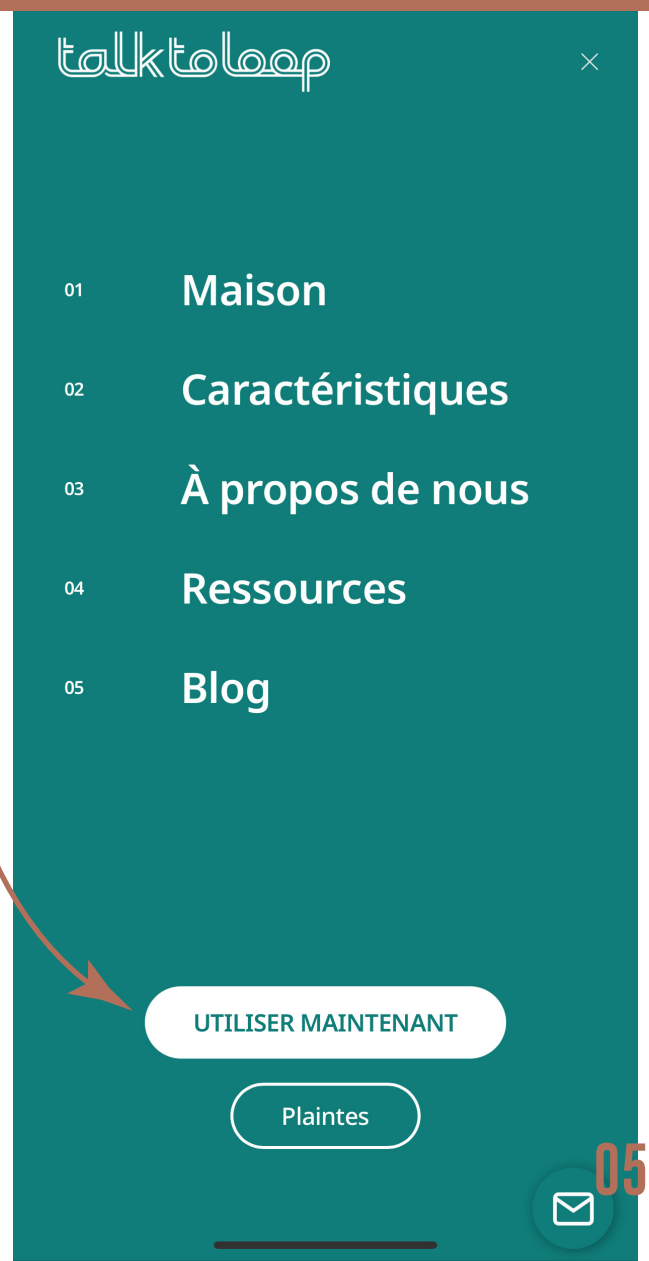 talktoloop
01 Maison
02 Caractéristiques
03 À propos de nous
04 Ressources
05 Blog
UTILISER MAINTENANT
Plaintes
05